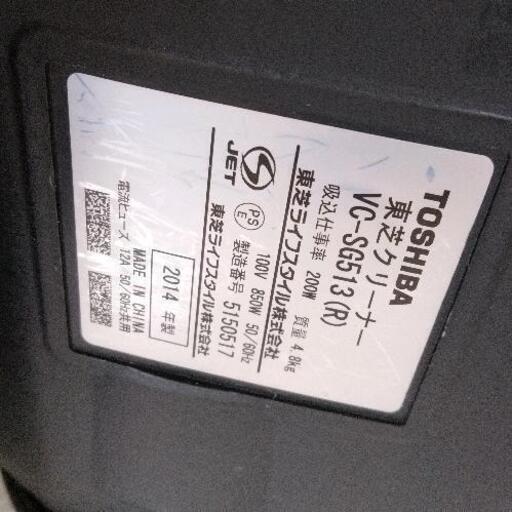 TOSHIBA
東芝クリーナー
VC-SG513(R)
吸込仕事率 200W 質量 4.8kg
東芝ライフスタイル株式会社
JET
PS
E
100V 850W 50/60Hz
製造番号 5150517
東芝ライフスタイル株式会社
2014 年製
MADE IN CHINA
電流ヒューズ 12A 50/60Hz共用